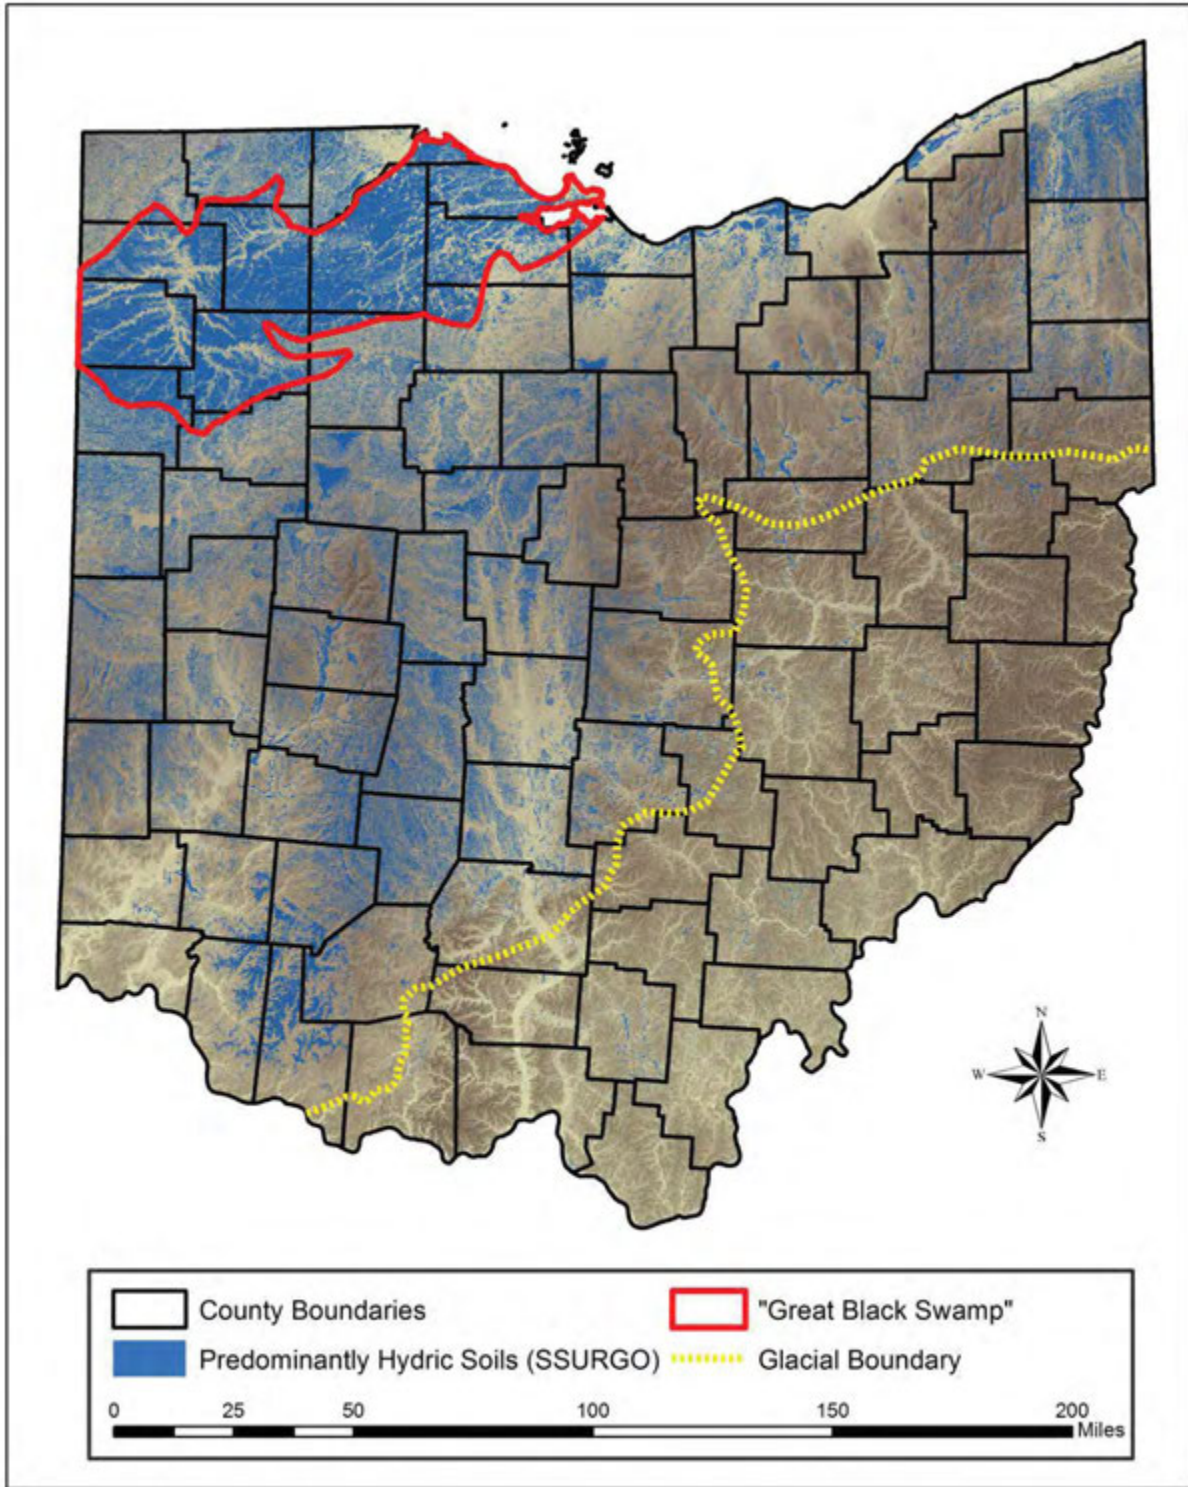 N
W
E
S
County Boundaries
"Great Black Swamp"
Predominantly Hydric Soils (SSURGO)
Glacial Boundary
0 25 50 100 150 200
Miles